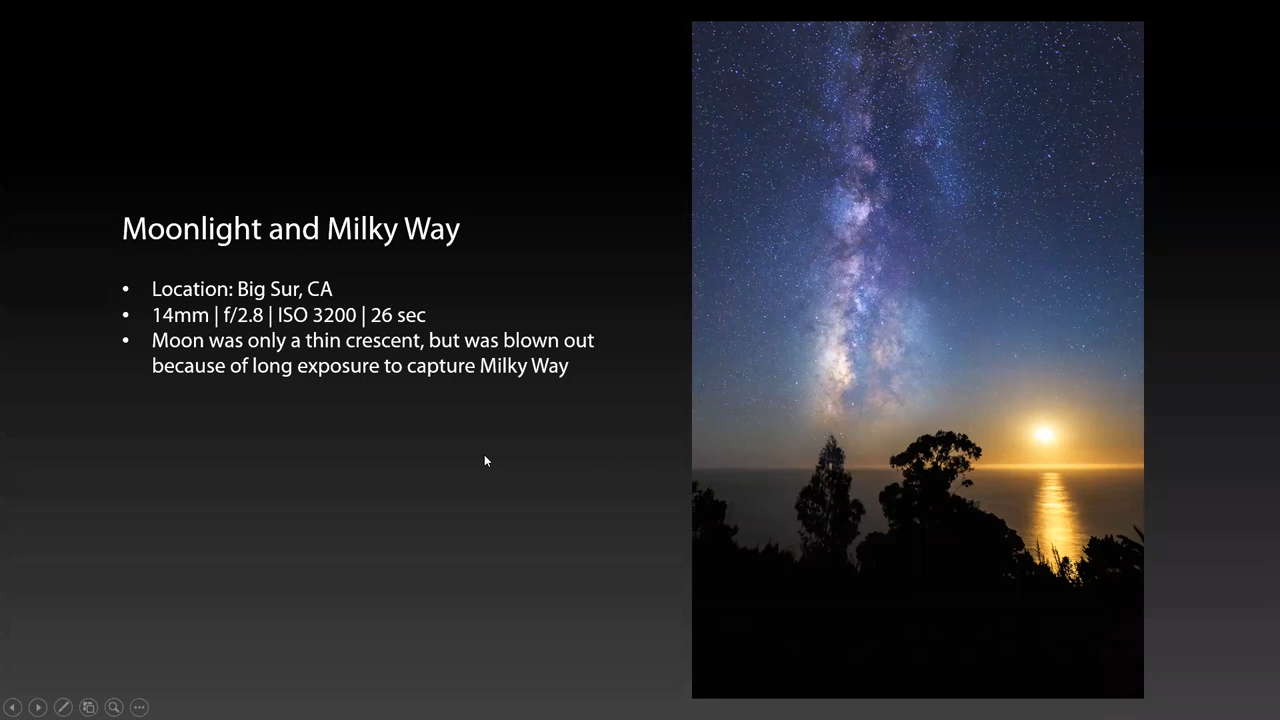 Moonlight and Milky Way
• Location: Big Sur, CA
• 14mm | f/2.8 | ISO 3200 | 26 sec
• Moon was only a thin crescent, but was blown out
because of long exposure to capture Milky Way